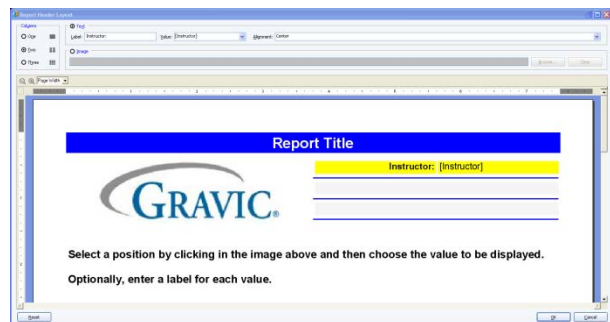 Report Header Layout
Columns
One
Two
Three
Text
Label: Instructor: Value: [Instructor] Alignment: Center
Image
Browse... Clear
Page Width
Report Title
GRAVIC®
Instructor: [Instructor]
Select a position by clicking in the image above and then choose the value to be displayed.
Optionally, enter a label for each value.
Reset OK Cancel